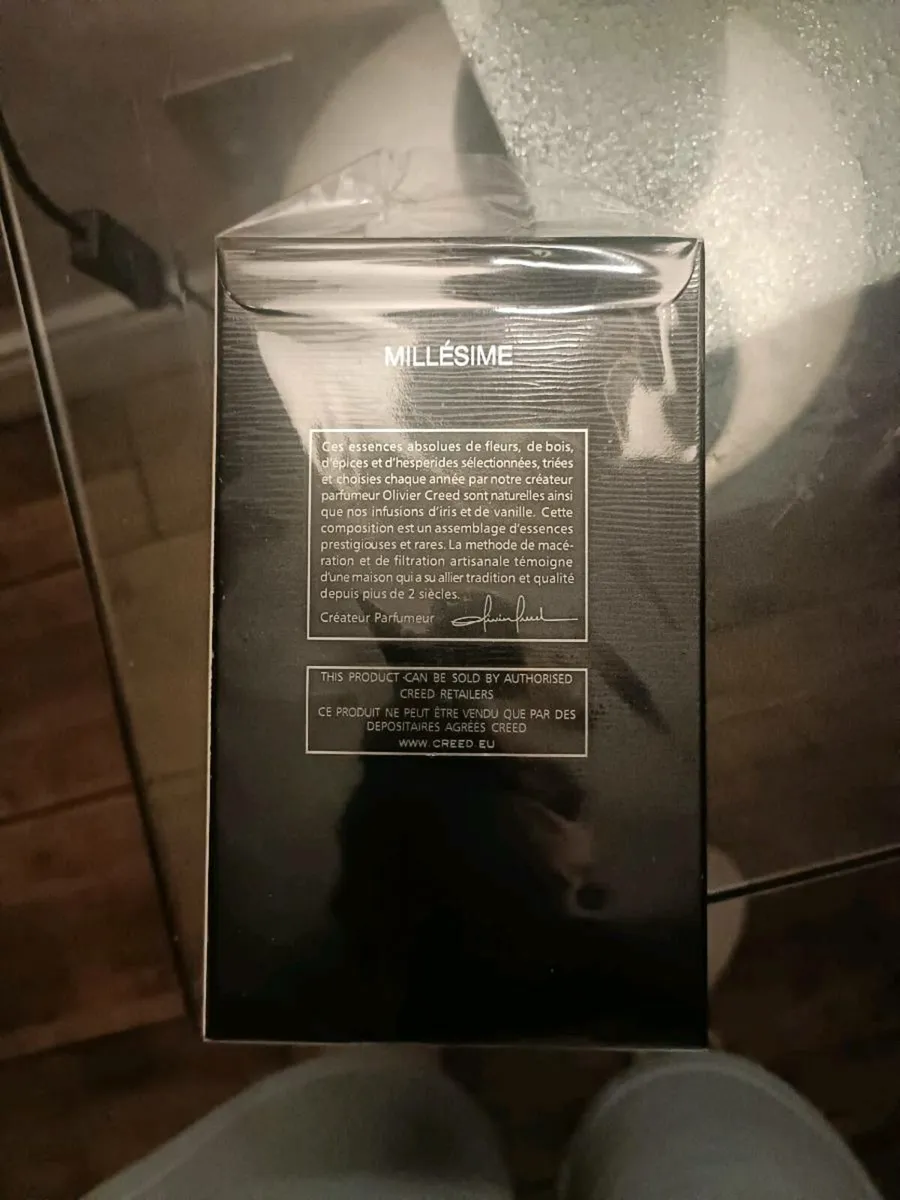 MILLÉSIME
Ces essences absolues de fleurs, de bois,
d'épices et d'hesperides sélectionnées, triées
et choisies chaque année par notre créateur
parfumeur Olivier Creed sont naturelles ainsi
que nos infusions d'iris et de vanille. Cette
composition est un assemblage d'essences
prestigiouses et rares. La methode de macé-
ration et de filtration artisanale témoigne
d'une maison qui a su allier tradition et qualité
depuis plus de 2 siècles.
Créateur Parfumeur Olivier Creed
THIS PRODUCT CAN BE SOLD BY AUTHORISED
CREED RETAILERS
CE PRODUIT NE PEUT ÊTRE VENDU QUE PAR DES
DEPOSITAIRES AGRÉÉS CREED
WWW.CREED.EU